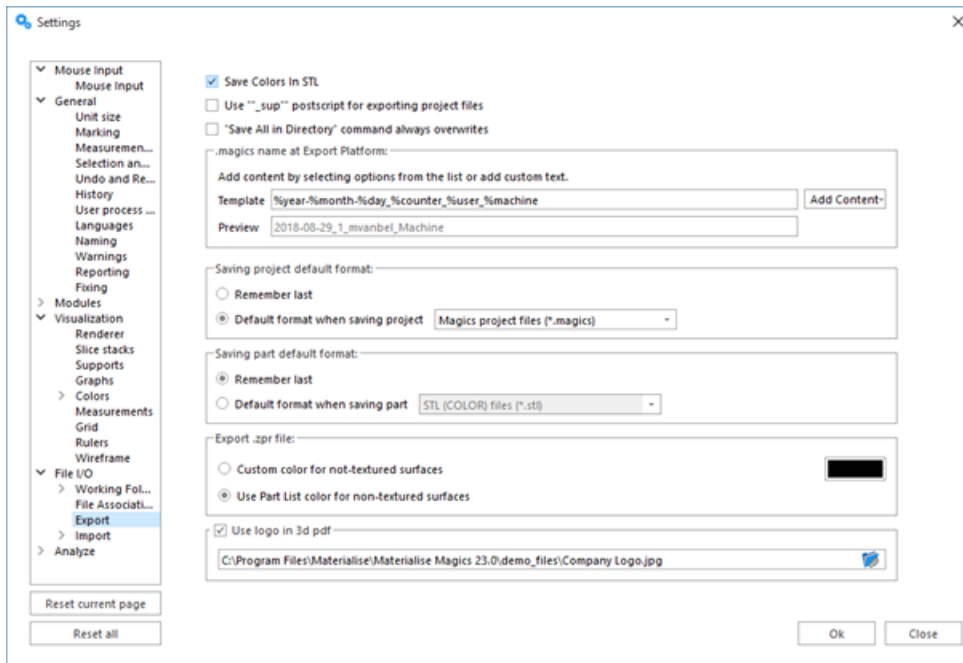 Settings
Mouse Input
Mouse Input
General
Unit size
Marking
Measuremen...
Selection an...
Undo and Re...
History
User process ...
Languages
Naming
Warnings
Reporting
Fixing
Modules
Visualization
Renderer
Slice stacks
Supports
Graphs
Colors
Measurements
Grid
Rulers
Wireframe
File I/O
Working Fol...
File Associati...
Export
Import
Analyze
Reset current page
Reset all
Save Colors In STL
Use ""_sup"" postscript for exporting project files
"Save All in Directory" command always overwrites
.magics name at Export Platform:
Add content by selecting options from the list or add custom text.
Template %year-%month-%day_%counter_%user_%machine Add Content
Preview 2018-08-29_1_mvanbel_Machine
Saving project default format:
Remember last
Default format when saving project Magics project files (*.magics)
Saving part default format:
Remember last
Default format when saving part STL (COLOR) files (*.stl)
Export .zpr file:
Custom color for not-textured surfaces
Use Part List color for non-textured surfaces
Use logo in 3d pdf
C:\Program Files\Materialise\Materialise Magics 23.0\demo_files\Company Logo.jpg
Ok Close